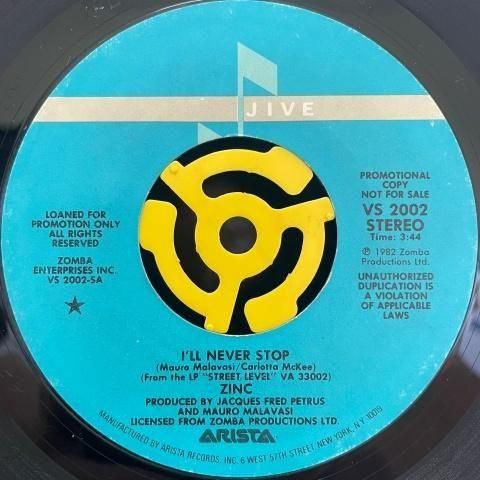 JIVE
PROMOTIONAL
COPY
NOT FOR SALE
VS 2002
STEREO
Time: 3:44
℗ 1982 Zomba
Productions Ltd.
UNAUTHORIZED
DUPLICATION IS
A VIOLATION
OF APPLICABLE
LAWS
LOANED FOR
PROMOTION ONLY
ALL RIGHTS
RESERVED
ZOMBA
ENTERPRISES INC.
VS 2002-SA
I'LL NEVER STOP
(Mauro Malavasi/Carlotta McKee)
(From the LP "STREET LEVEL" VA 33002)
ZINC
PRODUCED BY JACQUES FRED PETRUS
AND MAURO MALAVASI
LICENSED FROM ZOMBA PRODUCTIONS LTD.
ARISTA
MANUFACTURED BY ARISTA RECORDS, INC. 6 WEST 57TH STREET, NEW YORK, N.Y. 10019